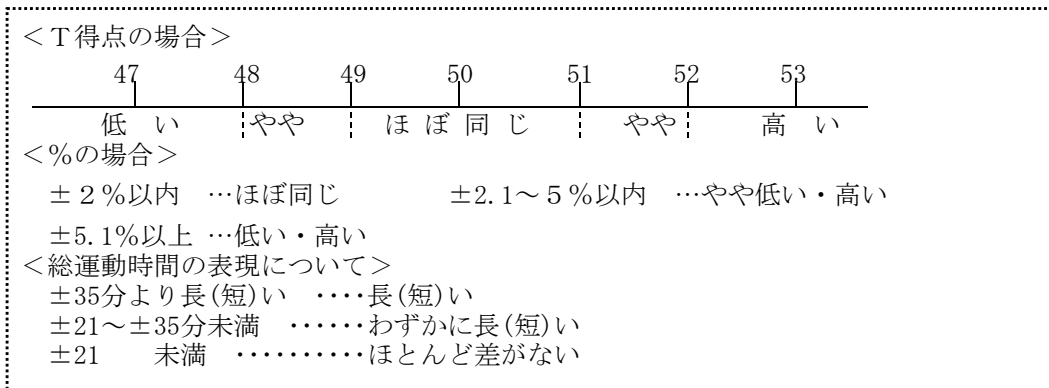 ＜Ｔ得点の場合＞
47 48 49 50 51 52 53
低 い やや ほ ぼ 同 じ やや 高 い
＜％の場合＞
±２％以内 …ほぼ同じ ±2.1～５％以内 …やや低い・高い
±5.1％以上 …低い・高い
＜総運動時間の表現について＞
±35分より長(短)い ････長(短)い
±21～±35分未満 ･･････わずかに長(短)い
±21 未満 ･･････････ほとんど差がない